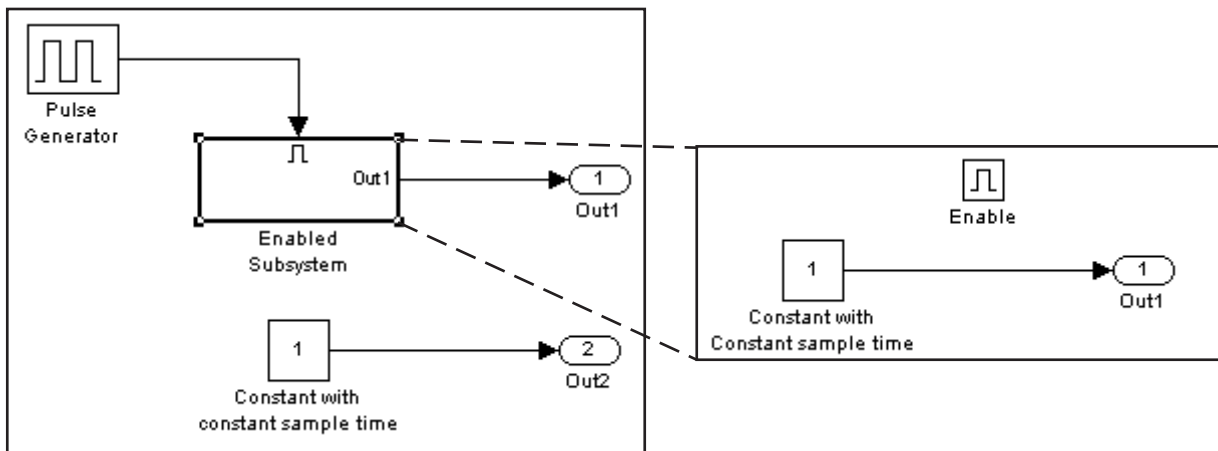 Pulse
Generator
Out1
1
Out1
Enabled
Subsystem
1
Constant with
constant sample time
2
Out2
Enable
1
Constant with
Constant sample time
1
Out1